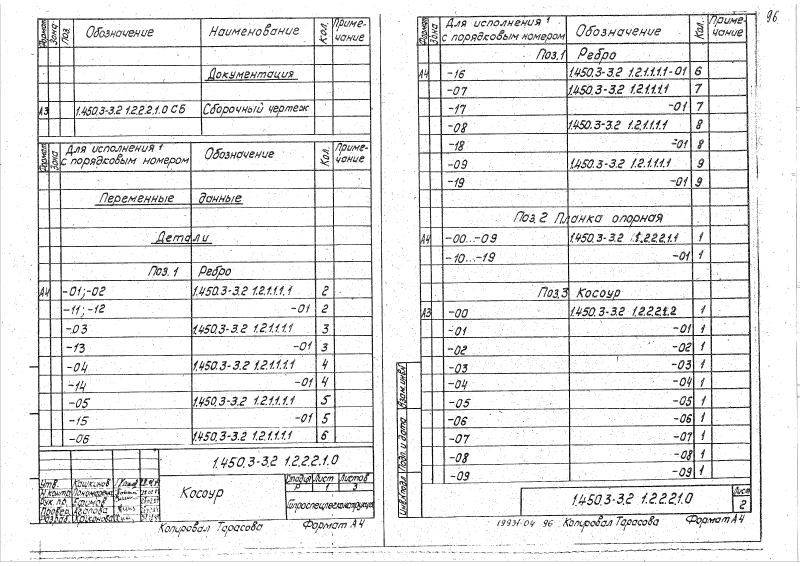 96
Формат Зона Поз. Обозначение Наименование Кол. Примечание
Документация
А3 1.450.3-3.2 1.2.2.2.1.0 СБ Сборочный чертеж
Формат Зона Для исполнения 1 с порядковым номером Обозначение Кол. Примечание
Переменные данные
Детали
Поз. 1 Ребро
А4 -01;-02 1.450.3-3.2 1.2.1.1.1.1 2
-11;-12 -01 2
-03 1.450.3-3.2 1.2.1.1.1.1 3
-13 -01 3
-04 1.450.3-3.2 1.2.1.1.1.1 4
-14 -01 4
-05 1.450.3-3.2 1.2.1.1.1.1 5
-15 -01 5
-06 1.450.3-3.2 1.2.1.1.1.1 6
1.450.3-3.2 1.2.2.2.1.0
Утв.
Н.контр. Пономарева
Рук. гр. Ефимов
Провер.
Разраб.
Косоур
Стадия Лист Листов
Р 1 3
Гипроспецлегконструкция
Копировал Тарасова Формат А4
Формат Зона Для исполнения 1 с порядковым номером Обозначение Кол. Примечание
Поз.1 Ребро
А4 -16 1.450.3-3.2 1.2.1.1.1.1-01 6
-07 1.450.3-3.2 1.2.1.1.1.1 7
-17 -01 7
-08 1.450.3-3.2 1.2.1.1.1.1 8
-18 -01 8
-09 1.450.3-3.2 1.2.1.1.1.1 9
-19 -01 9
Поз.2 Планка опорная
А4 -00...-09 1.450.3-3.2 1.2.2.2.1.1 1
-10...-19 -01 1
Поз.3 Косоур
А3 -00 1.450.3-3.2 1.2.2.2.1.2 1
-01 -01 1
-02 -02 1
-03 -03 1
-04 -04 1
-05 -05 1
-06 -06 1
-07 -07 1
-08 -08 1
-09 -09 1
Взам.инв.№
Подп. и дата
Инв.№ подл.
1.450.3-3.2 1.2.2.2.1.0
Лист
2
19931-04 96 Копировал Тарасова Формат А4